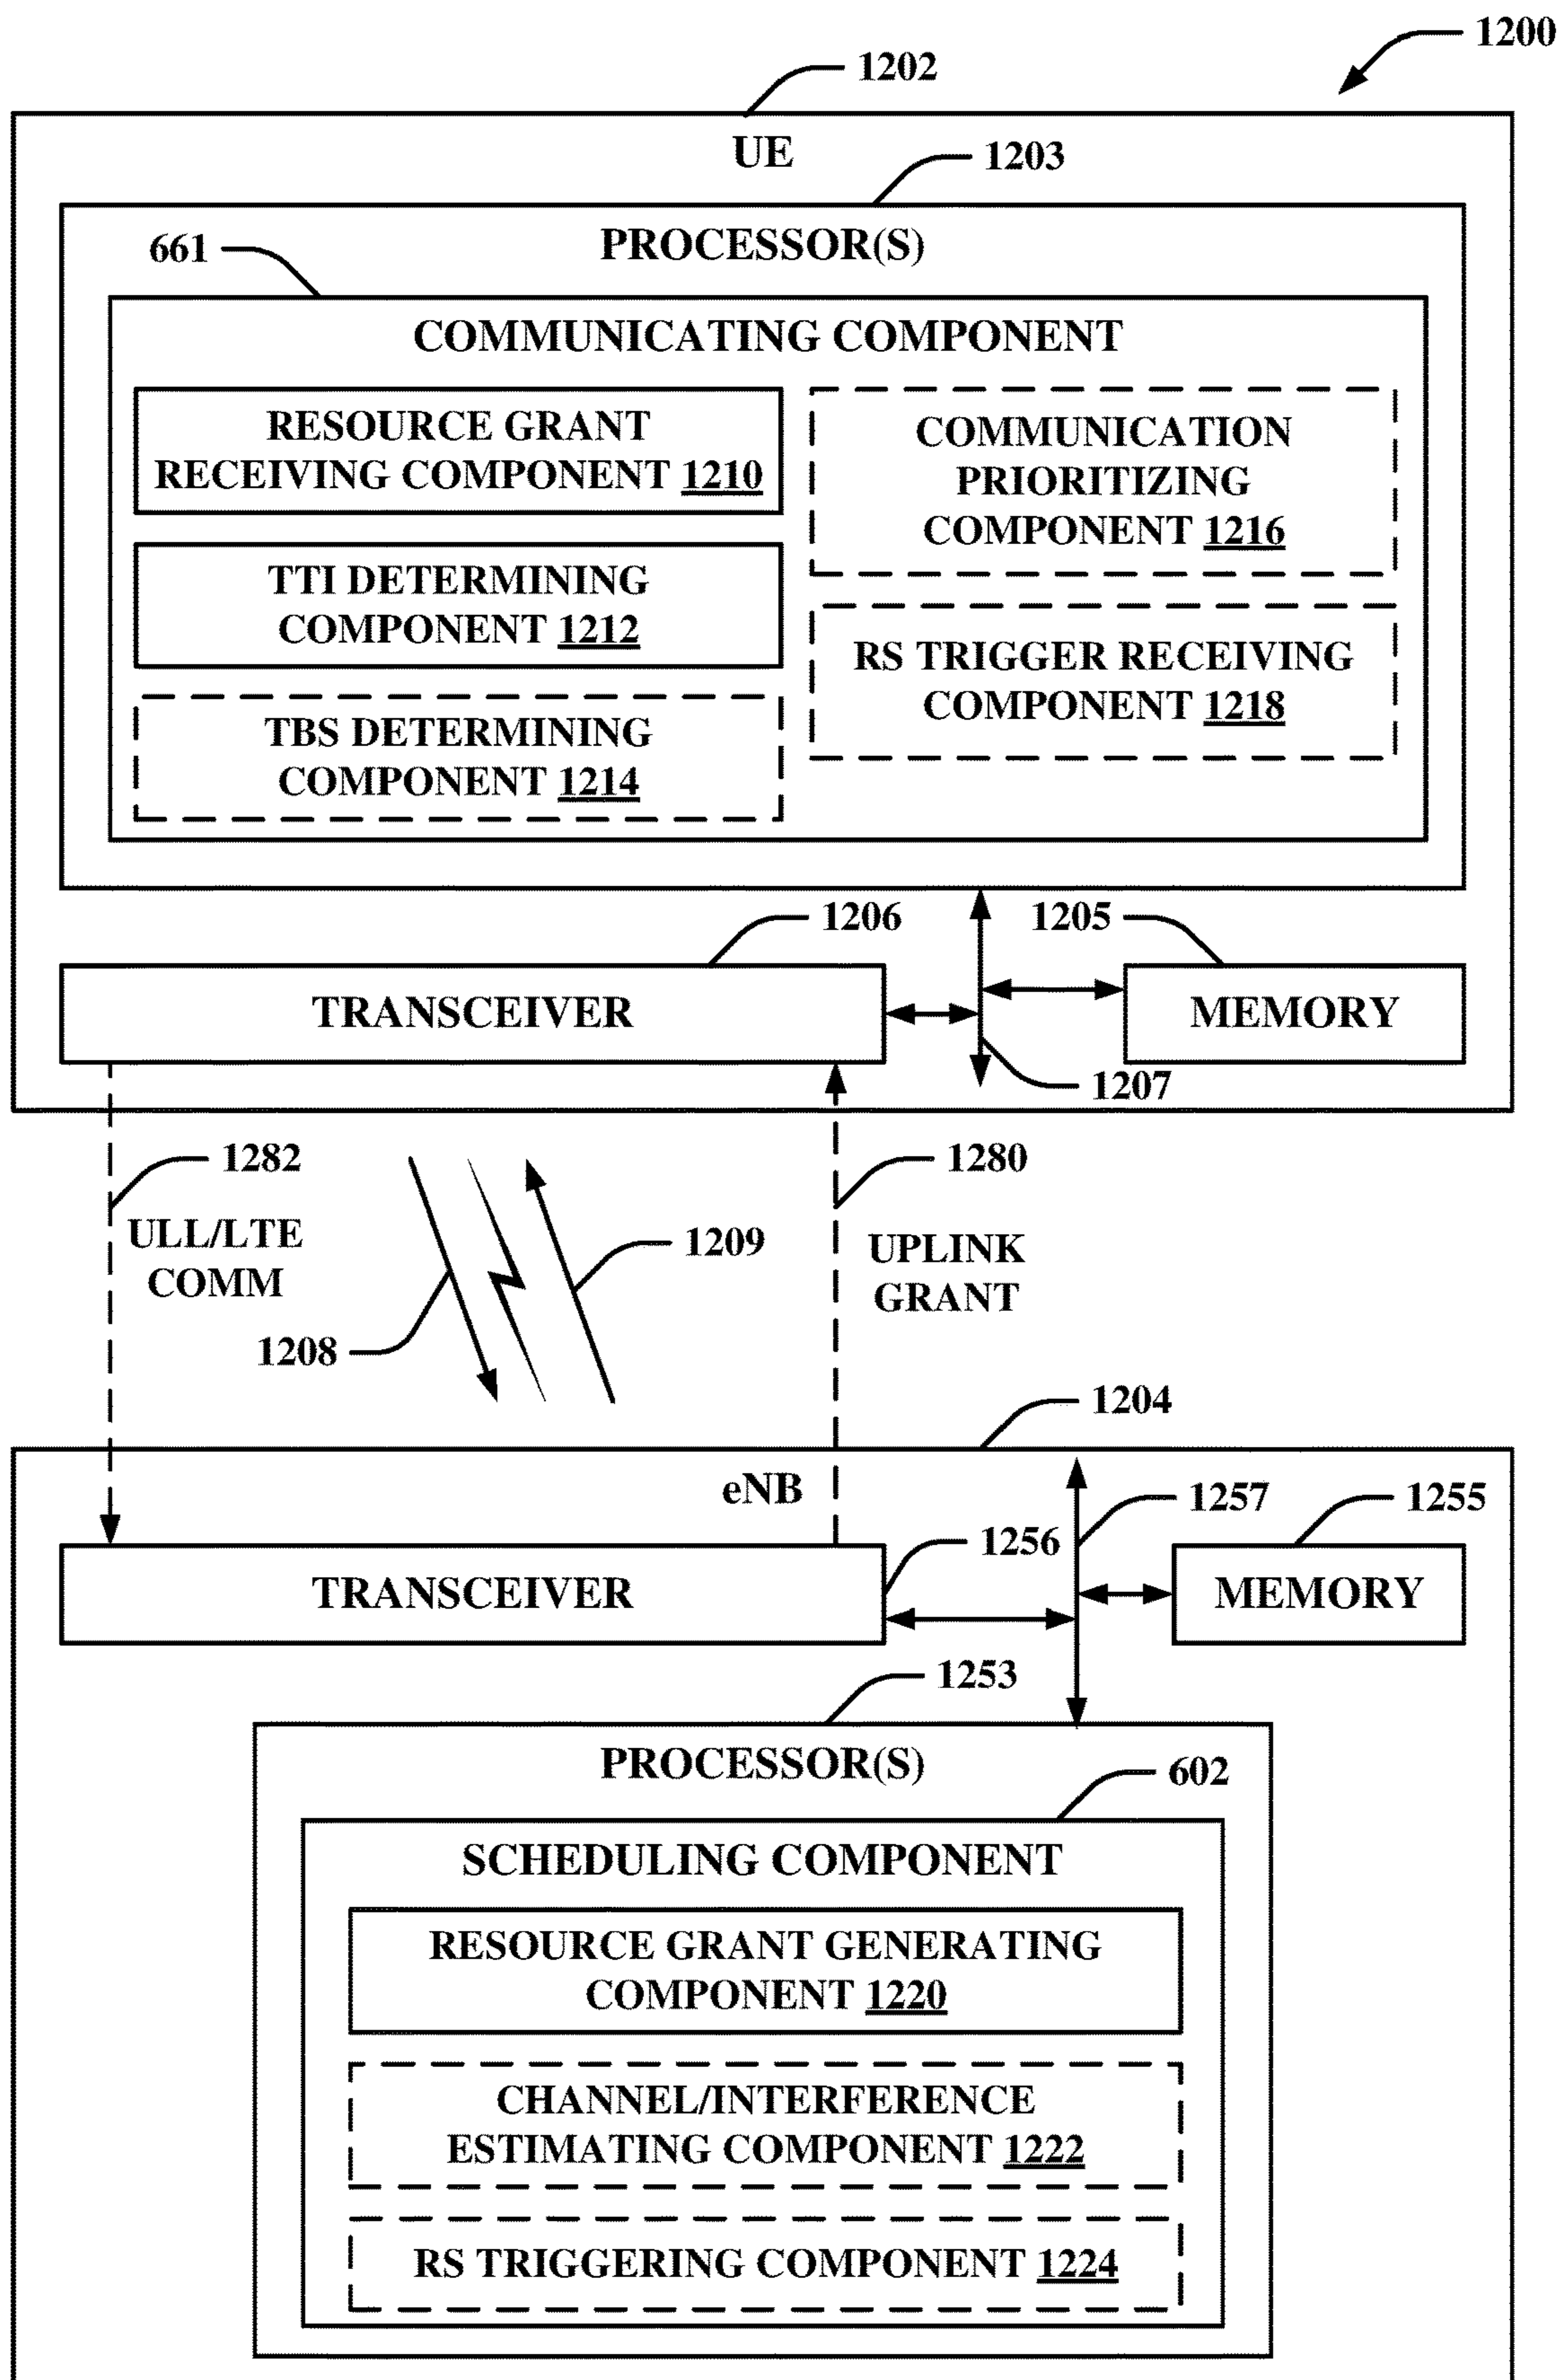 1200
1202
UE
1203
PROCESSOR(S)
661
COMMUNICATING COMPONENT
RESOURCE GRANT
RECEIVING COMPONENT 1210
TTI DETERMINING
COMPONENT 1212
TBS DETERMINING
COMPONENT 1214
COMMUNICATION
PRIORITIZING
COMPONENT 1216
RS TRIGGER RECEIVING
COMPONENT 1218
1206
1205
TRANSCEIVER
MEMORY
1207
1282
ULL/LTE
COMM
1208
1209
1280
UPLINK
GRANT
1204
eNB
1257
1255
1256
TRANSCEIVER
MEMORY
1253
PROCESSOR(S)
602
SCHEDULING COMPONENT
RESOURCE GRANT GENERATING
COMPONENT 1220
CHANNEL/INTERFERENCE
ESTIMATING COMPONENT 1222
RS TRIGGERING COMPONENT 1224